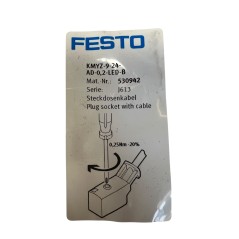 FESTO
KMYZ-9-24-
AD-0,2-LED-B
Mat. Nr.: 530942
Serie: J613
Steckdosenkabel
Plug socket with cable
0,25Nm -20%